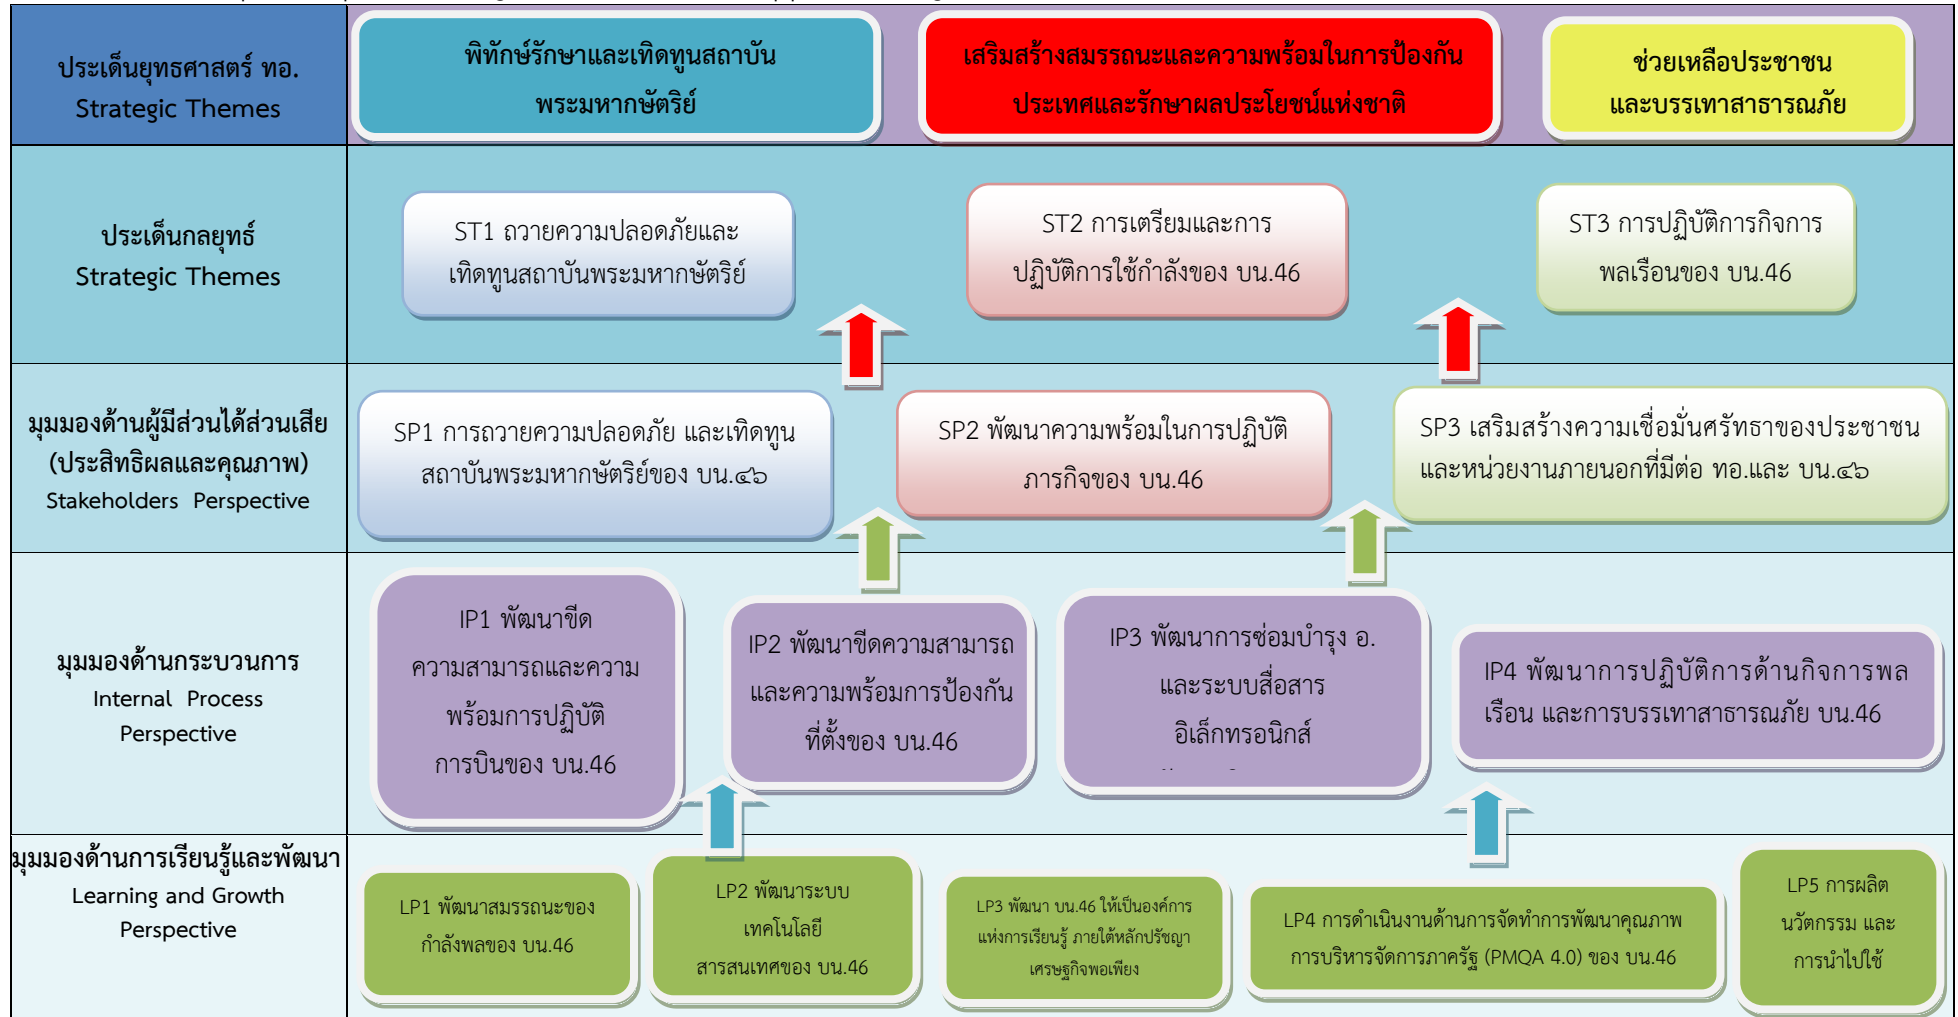 ประเด็นยุทธศาสตร์ ทอ.
Strategic Themes
พิทักษ์รักษาและเทิดทูนสถาบัน
พระมหากษัตริย์
เสริมสร้างสมรรถนะและความพร้อมในการป้องกัน
ประเทศและรักษาผลประโยชน์แห่งชาติ
ช่วยเหลือประชาชน
และบรรเทาสาธารณภัย
ประเด็นกลยุทธ์
Strategic Themes
ST1 ถวายความปลอดภัยและ
เทิดทูนสถาบันพระมหากษัตริย์
ST2 การเตรียมและการ
ปฏิบัติการใช้กำลังของ บน.46
ST3 การปฏิบัติการกิจการ
พลเรือนของ บน.46
มุมมองด้านผู้มีส่วนได้ส่วนเสีย
(ประสิทธิผลและคุณภาพ)
Stakeholders Perspective
SP1 การถวายความปลอดภัย และเทิดทูน
สถาบันพระมหากษัตริย์ของ บน.๔๖
SP2 พัฒนาความพร้อมในการปฏิบัติ
ภารกิจของ บน.46
SP3 เสริมสร้างความเชื่อมั่นศรัทธาของประชาชน
และหน่วยงานภายนอกที่มีต่อ ทอ.และ บน.๔๖
มุมมองด้านกระบวนการ
Internal Process
Perspective
IP1 พัฒนาขีด
ความสามารถและความ
พร้อมการปฏิบัติ
การบินของ บน.46
IP2 พัฒนาขีดความสามารถ
และความพร้อมการป้องกัน
ที่ตั้งของ บน.46
IP3 พัฒนาการซ่อมบำรุง อ.
และระบบสื่อสาร
อิเล็กทรอนิกส์
IP4 พัฒนาการปฏิบัติการด้านกิจการพล
เรือน และการบรรเทาสาธารณภัย บน.46
มุมมองด้านการเรียนรู้และพัฒนา
Learning and Growth
Perspective
LP1 พัฒนาสมรรถนะของ
กำลังพลของ บน.46
LP2 พัฒนาระบบ
เทคโนโลยี
สารสนเทศของ บน.46
LP3 พัฒนา บน.46 ให้เป็นองค์การ
แห่งการเรียนรู้ ภายใต้หลักปรัชญา
เศรษฐกิจพอเพียง
LP4 การดำเนินงานด้านการจัดทำการพัฒนาคุณภาพ
การบริหารจัดการภาครัฐ (PMQA 4.0) ของ บน.46
LP5 การผลิต
นวัตกรรม และ
การนำไปใช้